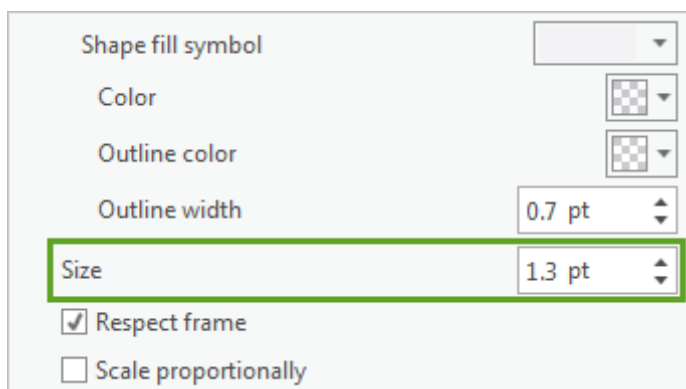 Shape fill symbol
Color
Outline color
Outline width 0.7 pt
Size 1.3 pt
Respect frame
Scale proportionally